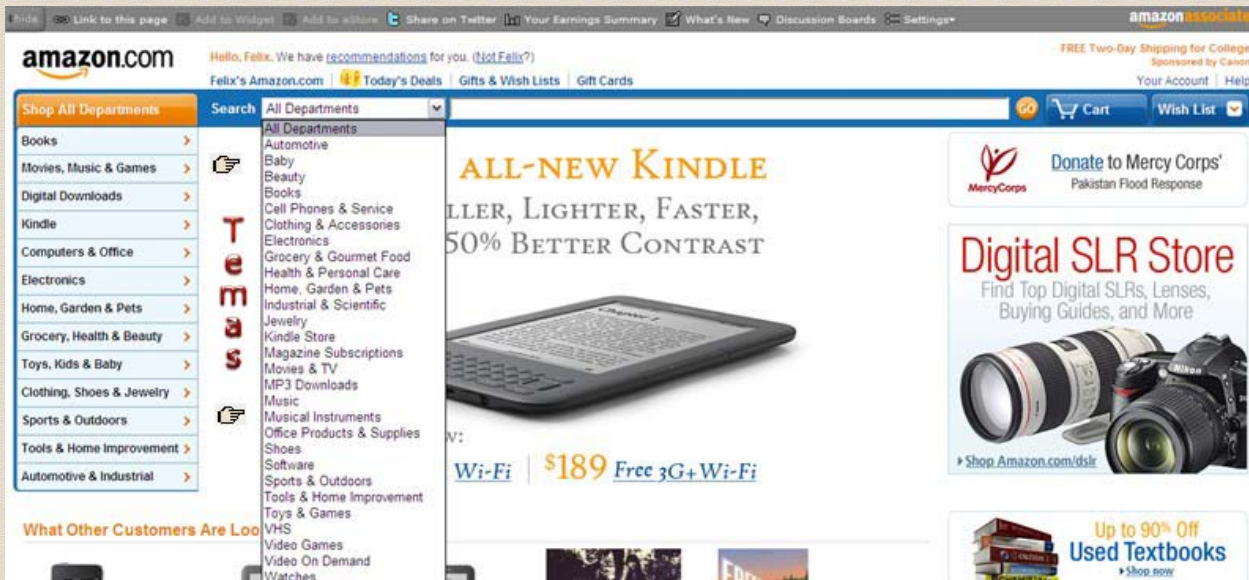 hide Link to this page Add to Widget Add to aStore Share on Twitter Your Earnings Summary What's New Discussion Boards Settings amazon associate
amazon.com
Hello, Felix. We have recommendations for you. (Not Felix?)
FREE Two-Day Shipping for College
Sponsored by Canon
Felix's Amazon.com Today's Deals Gifts & Wish Lists Gift Cards
Your Account Help
Shop All Departments
Search All Departments GO Cart Wish List
Books
Movies, Music & Games
Digital Downloads
Kindle
Computers & Office
Electronics
Home, Garden & Pets
Grocery, Health & Beauty
Toys, Kids & Baby
Clothing, Shoes & Jewelry
Sports & Outdoors
Tools & Home Improvement
Automotive & Industrial
Temas
All Departments
Automotive
Baby
Beauty
Books
Cell Phones & Service
Clothing & Accessories
Electronics
Grocery & Gourmet Food
Health & Personal Care
Home, Garden & Pets
Industrial & Scientific
Jewelry
Kindle Store
Magazine Subscriptions
Movies & TV
MP3 Downloads
Music
Musical Instruments
Office Products & Supplies
Shoes
Software
Sports & Outdoors
Tools & Home Improvement
Toys & Games
VHS
Video Games
Video On Demand
Watches
ALL-NEW KINDLE
LLER, LIGHTER, FASTER,
50% BETTER CONTRAST
Chapter 1
w:
Wi-Fi $189 Free 3G+Wi-Fi
MercyCorps
Donate to Mercy Corps'
Pakistan Flood Response
Digital SLR Store
Find Top Digital SLRs, Lenses,
Buying Guides, and More
Nikon
Shop Amazon.com/dslr
What Other Customers Are Loo
Up to 90% Off
Used Textbooks
Shop now